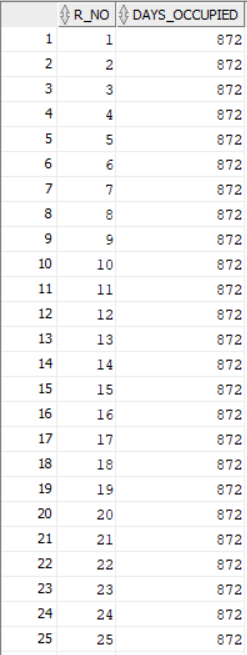 R_NO DAYS_OCCUPIED
1 1 872
2 2 872
3 3 872
4 4 872
5 5 872
6 6 872
7 7 872
8 8 872
9 9 872
10 10 872
11 11 872
12 12 872
13 13 872
14 14 872
15 15 872
16 16 872
17 17 872
18 18 872
19 19 872
20 20 872
21 21 872
22 22 872
23 23 872
24 24 872
25 25 872